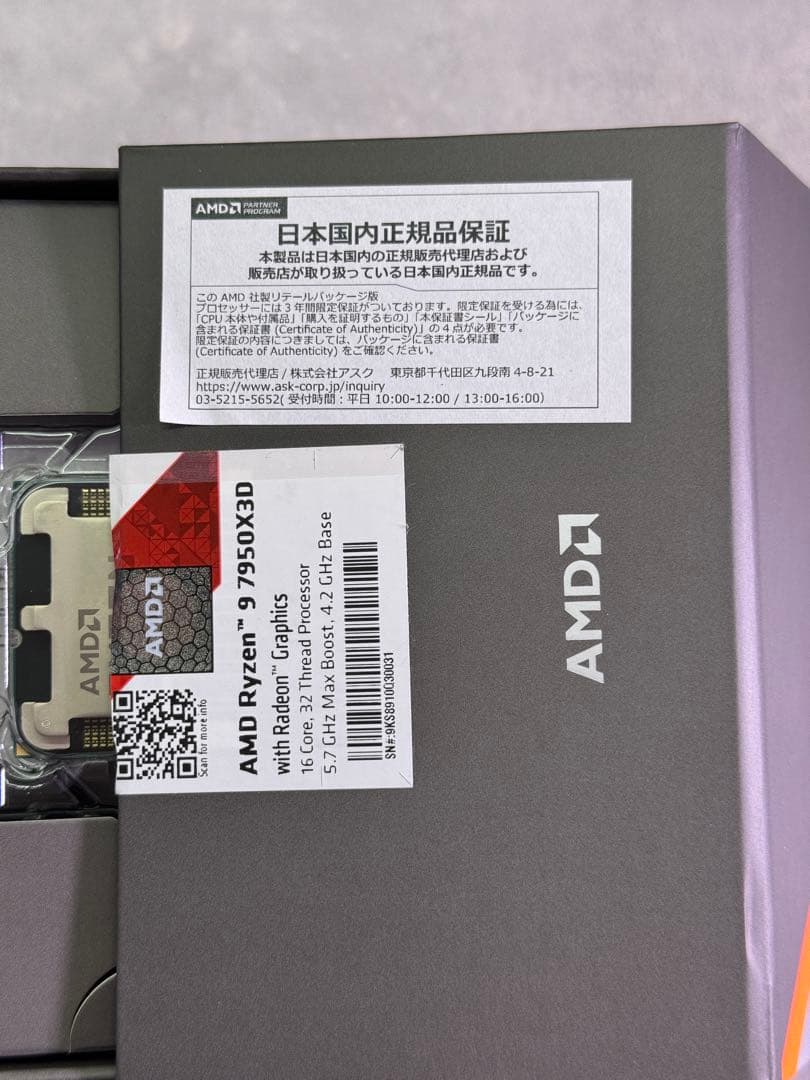 AMD PARTNER PROGRAM
日本国内正規品保証
本製品は日本国内の正規販売代理店および
販売店が取り扱っている日本国内正規品です。
この AMD 社製リテールパッケージ版
プロセッサーには 3 年間限定保証がついております。限定保証を受ける為には、
「CPU 本体や付属品」「購入を証明するもの」「本保証書シール」「パッケージに
含まれる保証書 (Certificate of Authenticity)」の 4 点が必要です。
限定保証の内容につきましては、パッケージに含まれる保証書
(Certificate of Authenticity) をご確認ください。
正規販売代理店 / 株式会社アスク 東京都千代田区九段南 4-8-21
https://www.ask-corp.jp/inquiry
03-5215-5652( 受付時間：平日 10:00-12:00 / 13:00-16:00)
AMD
AMD Ryzen™ 9 7950X3D
with Radeon™ Graphics
16 Core, 32 Thread Processor
5.7 GHz Max Boost, 4.2 GHz Base
SN#:9KS8910O30031
Scan for more info
AMD
AMD